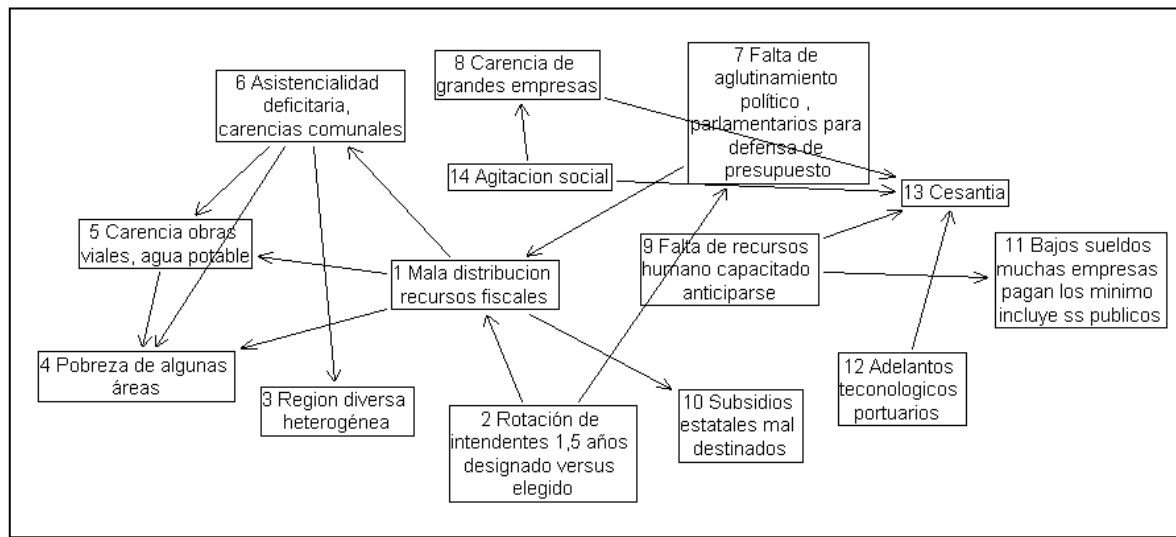 6 Asistencialidad
deficitaria,
carencias comunales
8 Carencia de
grandes empresas
7 Falta de
aglutinamiento
político ,
parlamentarios para
defensa de
presupuesto
14 Agitacion social
13 Cesantia
5 Carencia obras
viales, agua potable
1 Mala distribucion
recursos fiscales
9 Falta de recursos
humano capacitado
anticiparse
11 Bajos sueldos
muchas empresas
pagan los minimo
incluye ss publicos
4 Pobreza de algunas
áreas
3 Region diversa
heterogénea
2 Rotación de
intendentes 1,5 años
designado versus
elegido
10 Subsidios
estatales mal
destinados
12 Adelantos
teconologicos
portuarios